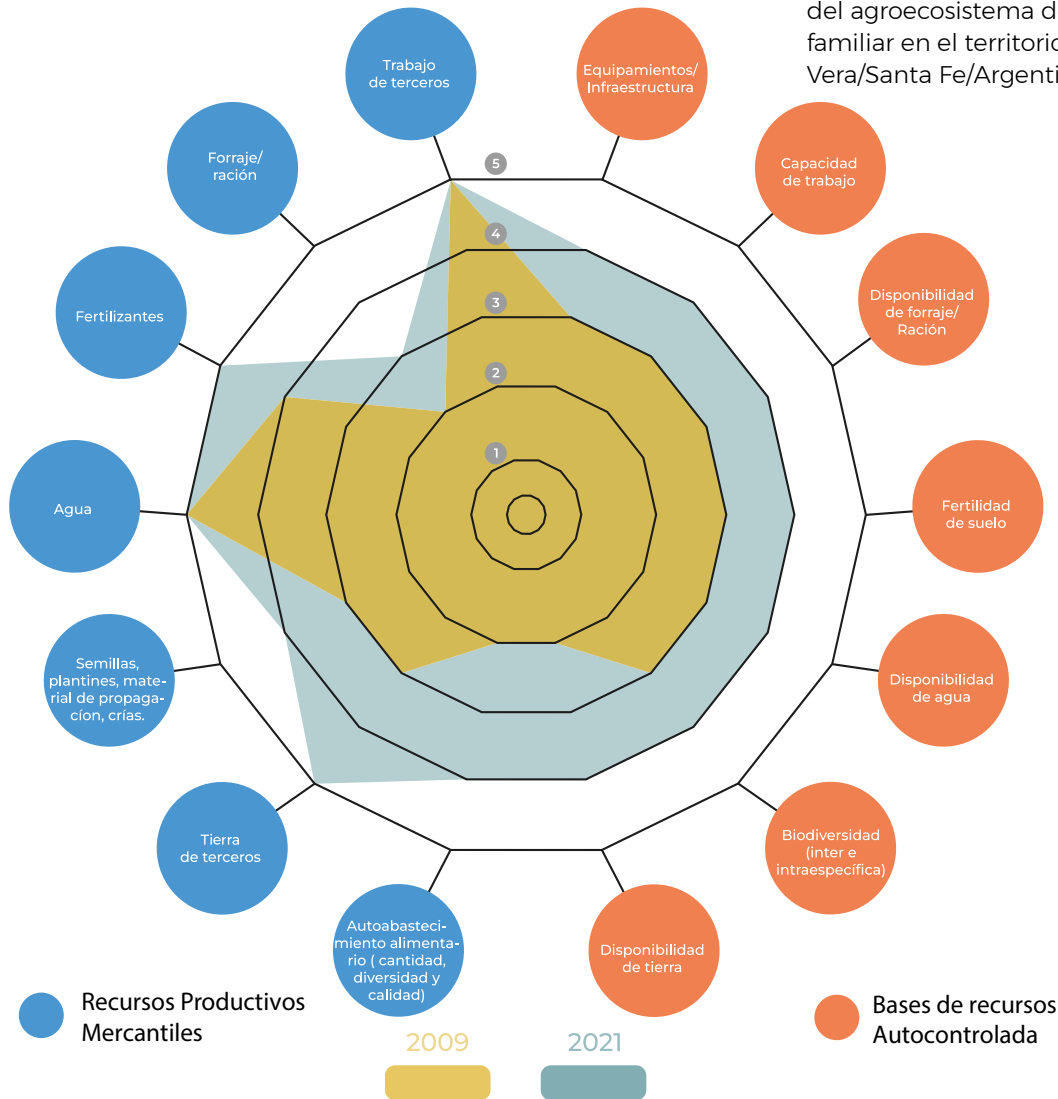 del agroecosistema d
familiar en el territorio
Vera/Santa Fe/Argenti
Trabajo
de terceros
Equipamientos/
Infraestructura
Forraje/
ración
Capacidad
de trabajo
Fertilizantes
Disponibilidad
de forraje/
Ración
Agua
Fertilidad
de suelo
Semillas,
plantines, mate-
rial de propaga-
cíon, crías.
Disponibilidad
de agua
Tierra
de terceros
Biodiversidad
(inter e
intraespecífica)
Autoabasteci-
miento alimenta-
rio ( cantidad,
diversidad y
calidad)
Disponibilidad
de tierra
5
4
3
2
1
Recursos Productivos
Mercantiles
2009
2021
Bases de recursos
Autocontrolada